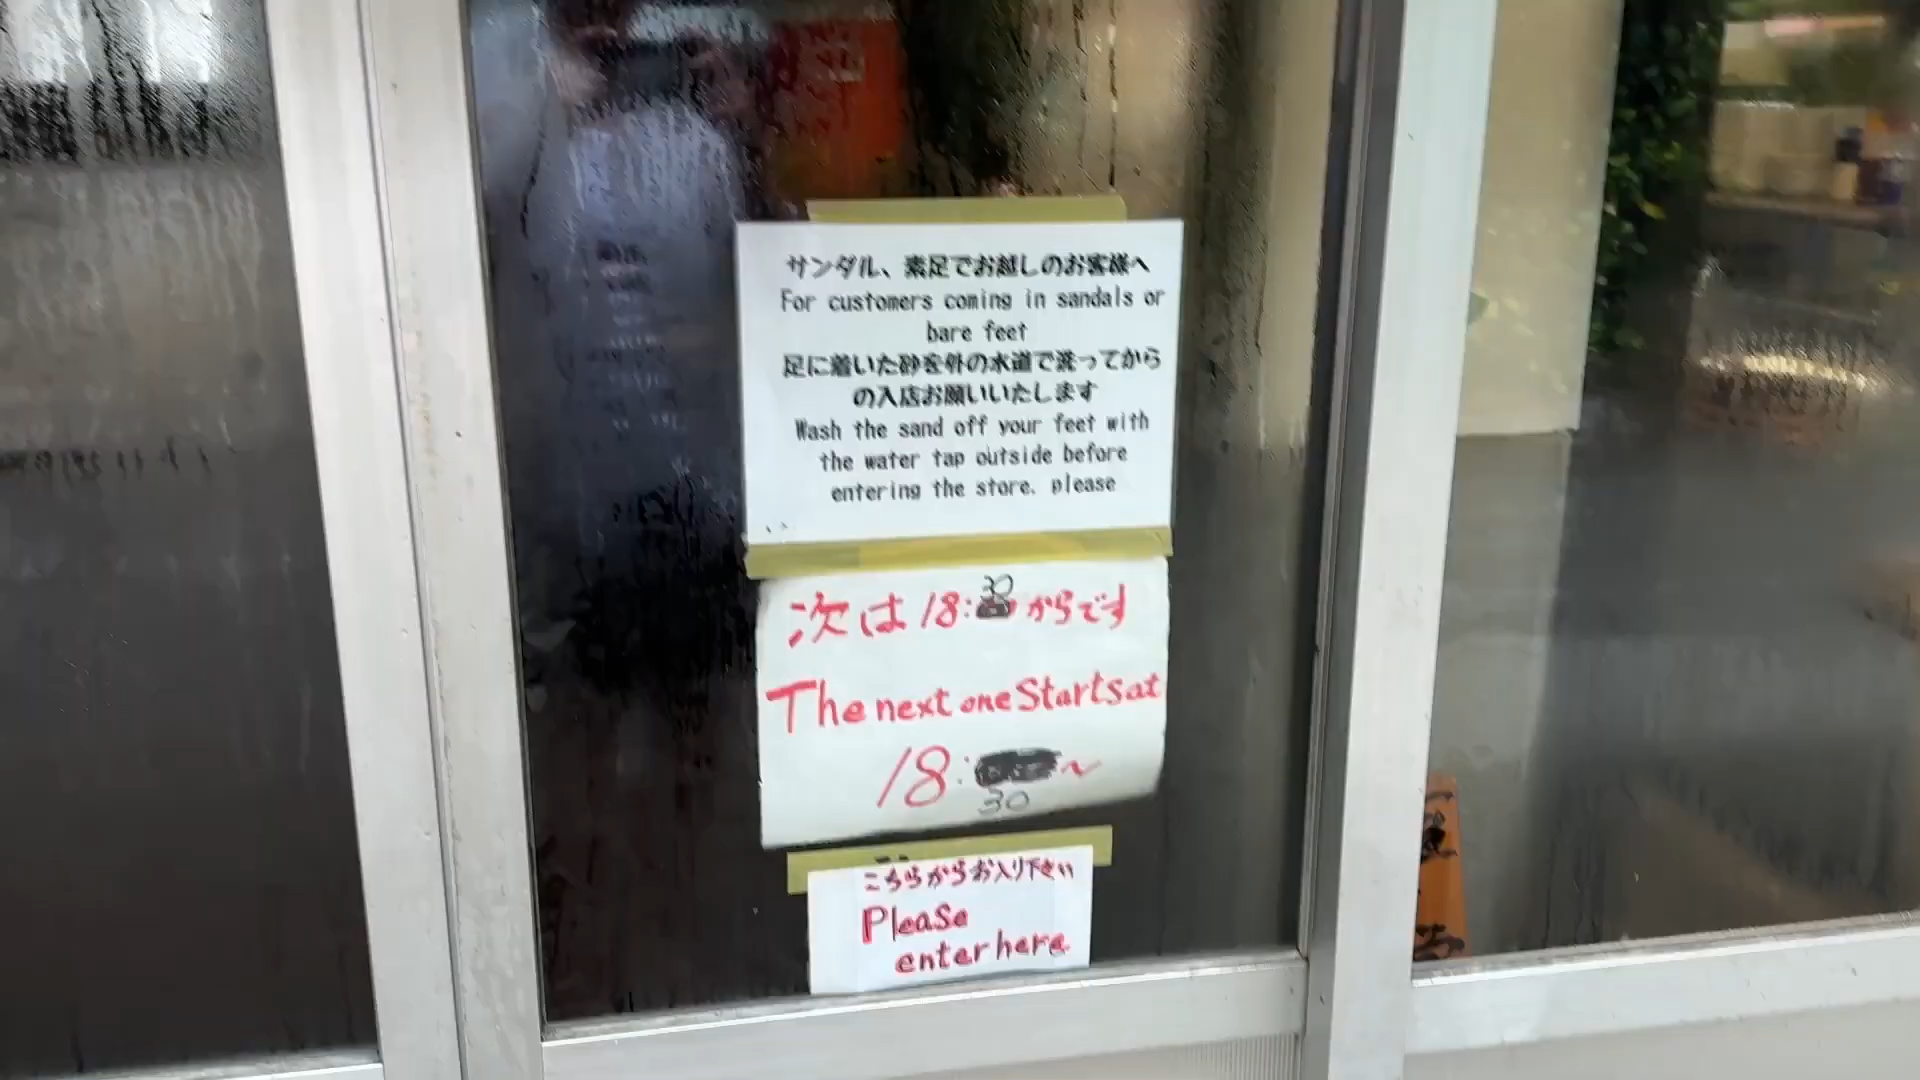 サンダル、素足でお越しのお客様へ
For customers coming in sandals or
bare feet
足に着いた砂を外の水道で洗ってから
の入店お願いいたします
Wash the sand off your feet with
the water tap outside before
entering the store. please
次は18:30からです
The next one Starts at
18:30~
こちらからお入り下さい
Please
enter here